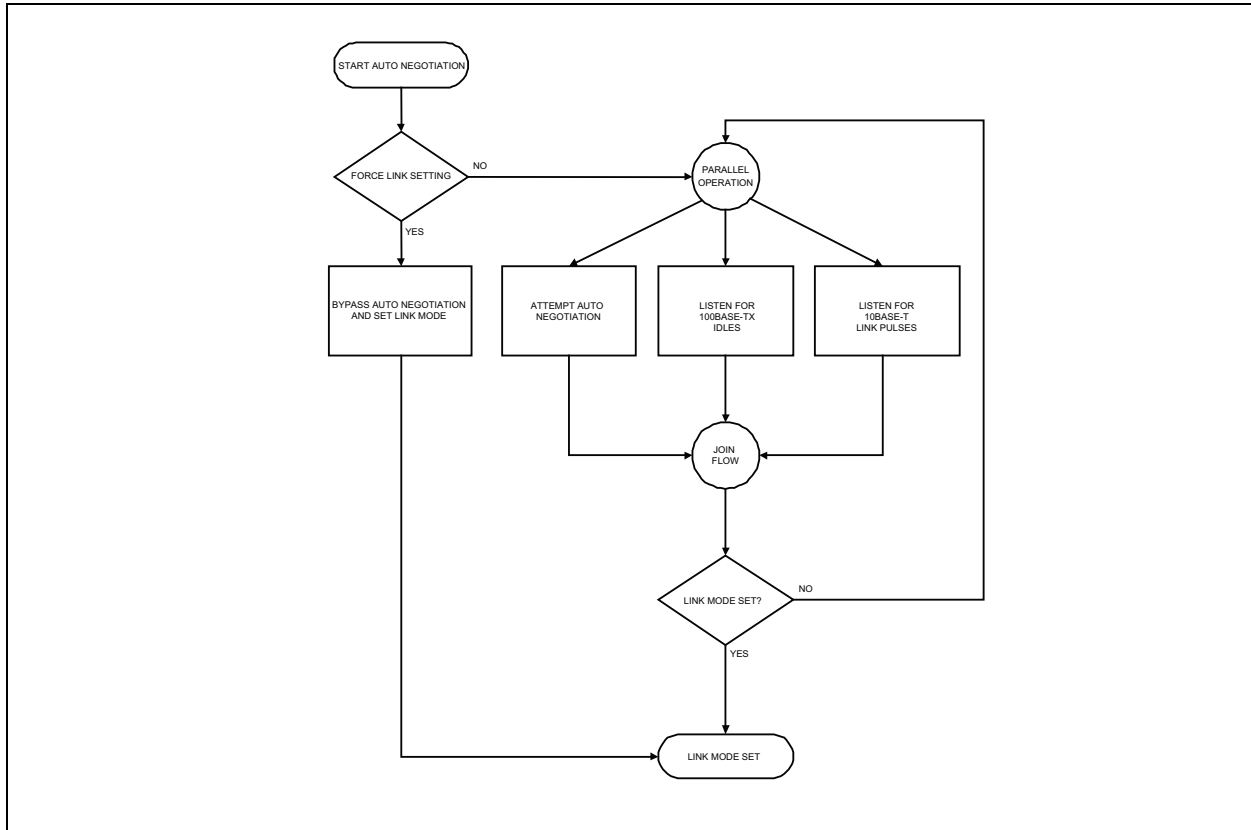 START AUTO NEGOTIATION
FORCE LINK SETTING
NO
PARALLEL
OPERATION
YES
BYPASS AUTO NEGOTIATION
AND SET LINK MODE
ATTEMPT AUTO
NEGOTIATION
LISTEN FOR
100BASE-TX
IDLES
LISTEN FOR
10BASE-T
LINK PULSES
JOIN
FLOW
LINK MODE SET?
NO
YES
LINK MODE SET